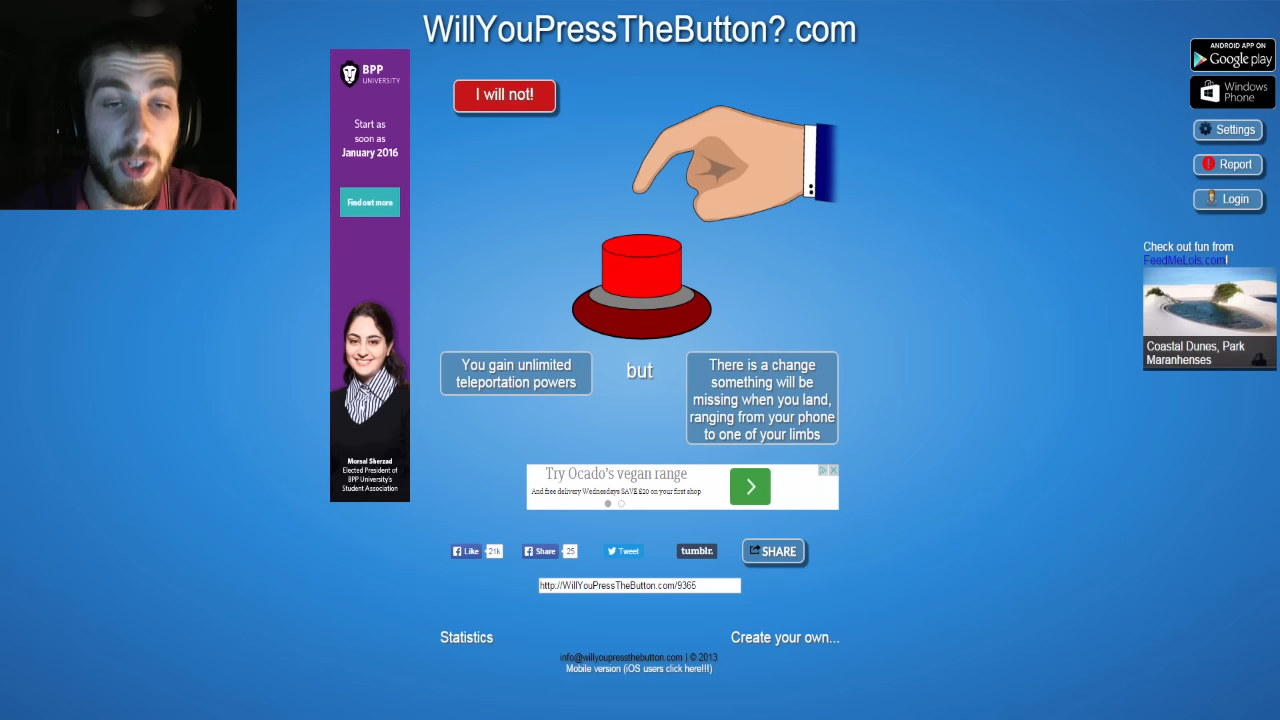 WillYouPressTheButton?.com
BPP
UNIVERSITY
Start as
soon as
January 2016
Find out more
Morsal Sherzad
Elected President of
BPP University's
Student Association
I will not!
You gain unlimited
teleportation powers
but
There is a change
something will be
missing when you land,
ranging from your phone
to one of your limbs
Try Ocado's vegan range
And free delivery Wednesdays SAVE £20 on your first shop
Like 21k
Share 25
Tweet
tumblr.
SHARE
http://WillYouPressTheButton.com/9365
Statistics
Create your own...
info@willyoupressthebutton.com | © 2013
Mobile version (iOS users click here!!!)
ANDROID APP ON
Google play
Windows
Phone
Settings
Report
Login
Check out fun from
FeedMeLols.com!
Coastal Dunes, Park
Maranhenses